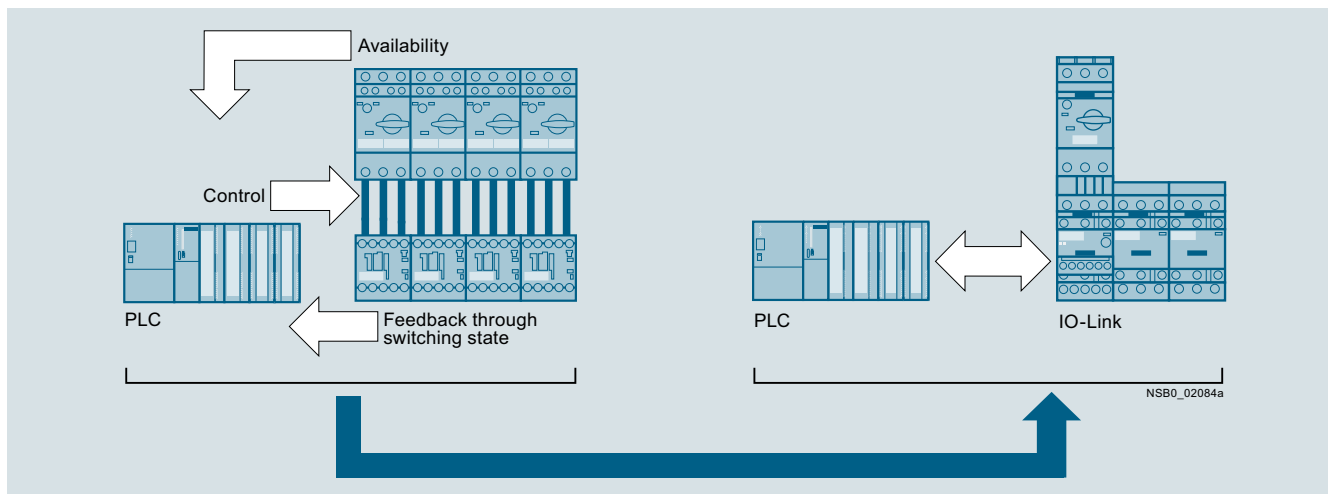 Availability
Control
PLC
Feedback through
switching state
PLC
IO-Link
NSB0_02084a